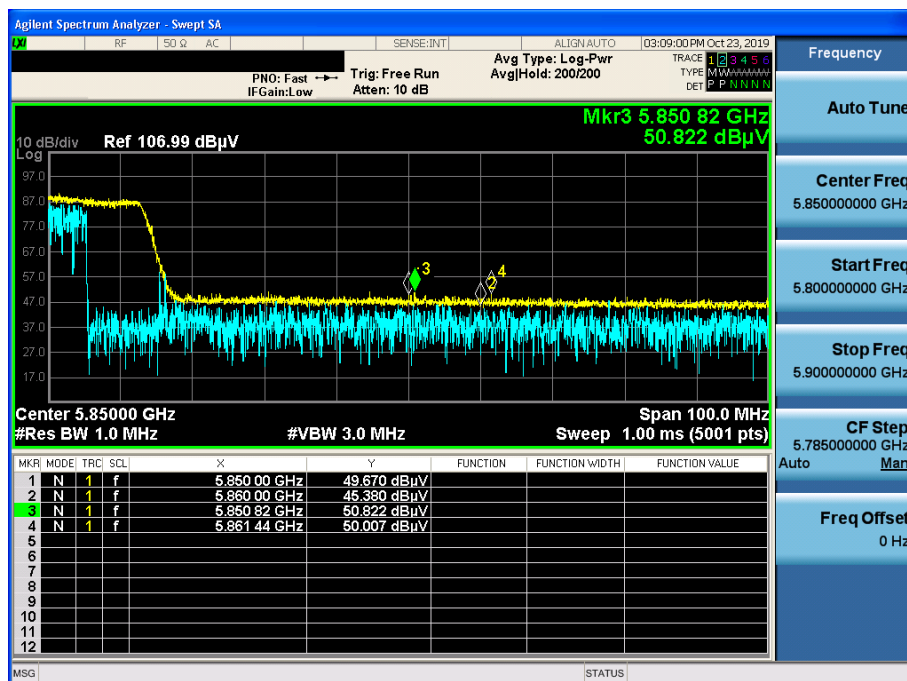 Agilent Spectrum Analyzer - Swept SA
LXI RF 50 Ω AC SENSE:INT ALIGN AUTO 03:09:00 PM Oct 23, 2019
PNO: Fast Trig: Free Run Avg Type: Log-Pwr TRACE 1 2 3 4 5 6
IFGain:Low Atten: 10 dB Avg|Hold: 200/200 TYPE M W
DET P P N N N N
Mkr3 5.850 82 GHz
50.822 dBµV
10 dB/div Ref 106.99 dBµV
Log
97.0
87.0
77.0
67.0
57.0
47.0
37.0
27.0
17.0
3
4
2
Center 5.85000 GHz Span 100.0 MHz
#Res BW 1.0 MHz #VBW 3.0 MHz Sweep 1.00 ms (5001 pts)
MKR MODE TRC SCL X Y FUNCTION FUNCTION WIDTH FUNCTION VALUE
1 N 1 f 5.850 00 GHz 49.670 dBµV
2 N 1 f 5.860 00 GHz 45.380 dBµV
3 N 1 f 5.850 82 GHz 50.822 dBµV
4 N 1 f 5.861 44 GHz 50.007 dBµV
5
6
7
8
9
10
11
12
MSG STATUS
Frequency
Auto Tune
Center Freq
5.850000000 GHz
Start Freq
5.800000000 GHz
Stop Freq
5.900000000 GHz
CF Step
5.785000000 GHz
Auto Man
Freq Offset
0 Hz